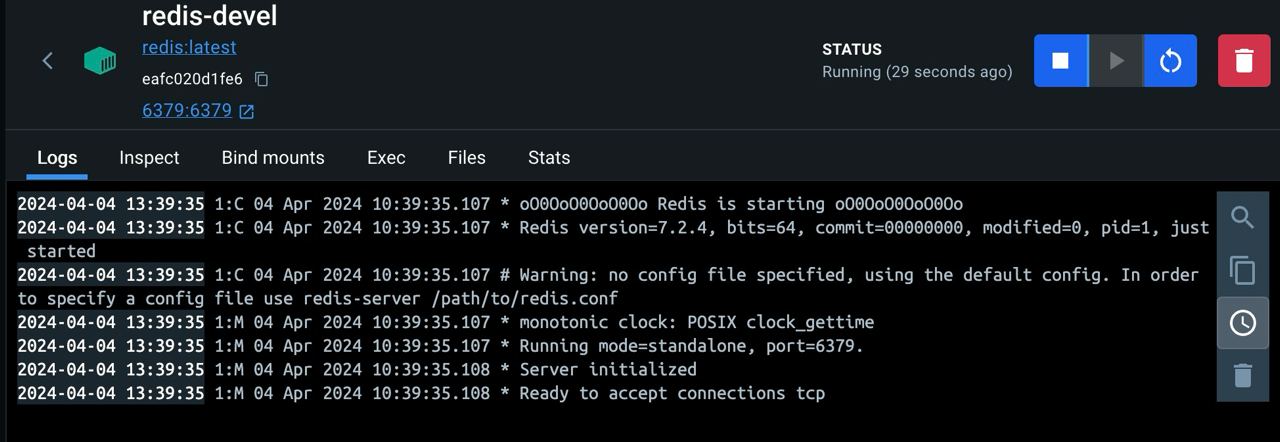 redis-devel
redis:latest
eafc020d1fe6
6379:6379
STATUS
Running (29 seconds ago)
Logs Inspect Bind mounts Exec Files Stats
2024-04-04 13:39:35 1:C 04 Apr 2024 10:39:35.107 * oO0OoO0OoO0Oo Redis is starting oO0OoO0OoO0Oo
2024-04-04 13:39:35 1:C 04 Apr 2024 10:39:35.107 * Redis version=7.2.4, bits=64, commit=00000000, modified=0, pid=1, just
started
2024-04-04 13:39:35 1:C 04 Apr 2024 10:39:35.107 # Warning: no config file specified, using the default config. In order
to specify a config file use redis-server /path/to/redis.conf
2024-04-04 13:39:35 1:M 04 Apr 2024 10:39:35.107 * monotonic clock: POSIX clock_gettime
2024-04-04 13:39:35 1:M 04 Apr 2024 10:39:35.107 * Running mode=standalone, port=6379.
2024-04-04 13:39:35 1:M 04 Apr 2024 10:39:35.108 * Server initialized
2024-04-04 13:39:35 1:M 04 Apr 2024 10:39:35.108 * Ready to accept connections tcp